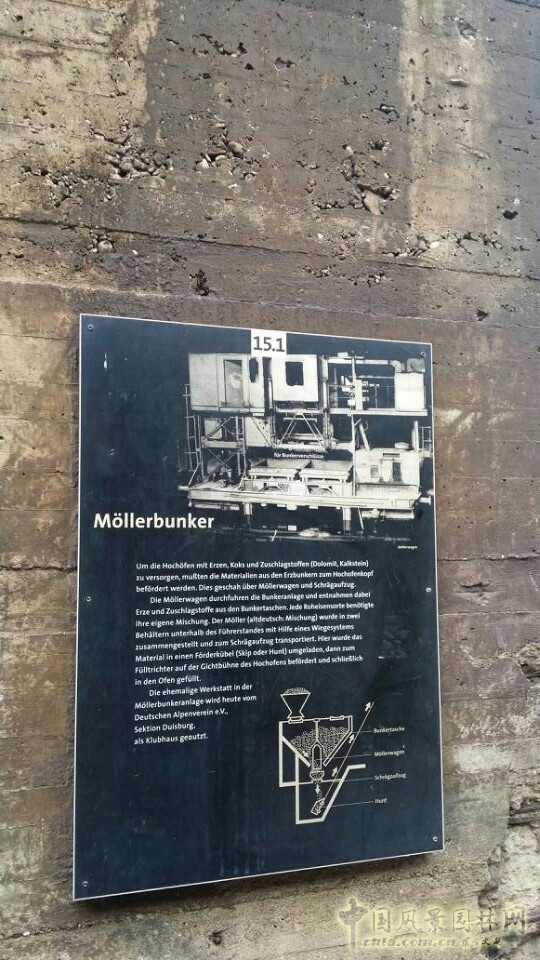 15.1
für Bunkerverschlüsse
Möllerwagen
Möllerbunker
Um die Hochöfen mit Erzen, Koks und Zuschlagstoffen (Dolomit, Kalkstein)
zu versorgen, mußten die Materialien aus den Erzbunkern zum Hochofenkopf
befördert werden. Dies geschah über Möllerwagen und Schrägaufzug.
Die Möllerwagen durchfuhren die Bunkeranlage und entnahmen dabei
Erze und Zuschlagstoffe aus den Bunkertaschen. Jede Roheisensorte benötigte
ihre eigene Mischung. Der Möller (altdeutsch: Mischung) wurde in zwei
Behältern unterhalb des Führerstandes mit Hilfe eines Wiegesystems
zusammengestellt und zum Schrägaufzug transportiert. Hier wurde das
Material in einen Förderkübel (Skip oder Hunt) umgeladen, dann zum
Fülltrichter auf der Gichtbühne des Hochofens befördert und schließlich
in den Ofen gefüllt.
Die ehemalige Werkstatt in der
Möllerbunkeranlage wird heute vom
Deutschen Alpenverein e.V.,
Sektion Duisburg,
als Klubhaus genutzt.
Bunkertasche
Möllerwagen
Schrägaufzug
Hunt
中国风景园林网
chla.com.cn